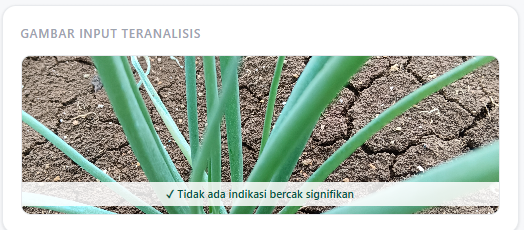 GAMBAR INPUT TERANALISIS
✓ Tidak ada indikasi bercak signifikan